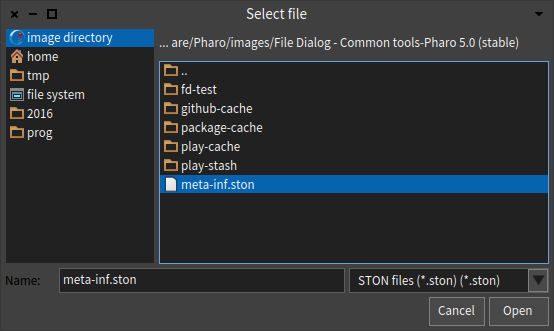 Select file
image directory
home
tmp
file system
2016
prog
... are/Pharo/images/File Dialog - Common tools-Pharo 5.0 (stable)
..
fd-test
github-cache
package-cache
play-cache
play-stash
meta-inf.ston
Name:
meta-inf.ston
STON files (*.ston) (*.ston)
Cancel
Open